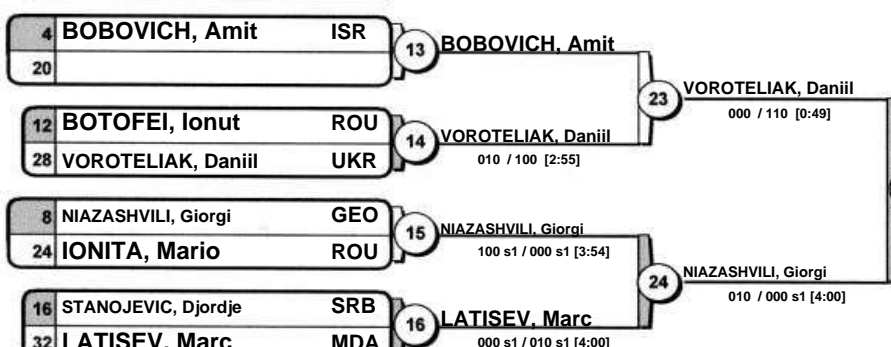 4 BOBOVICH, Amit ISR
20
13 BOBOVICH, Amit
12 BOTOFEI, Ionut ROU
28 VOROTELIAK, Daniil UKR
14 VOROTELIAK, Daniil
010 / 100 [2:55]
23 VOROTELIAK, Daniil
000 / 110 [0:49]
8 NIAZASHVILI, Giorgi GEO
24 IONITA, Mario ROU
15 NIAZASHVILI, Giorgi
100 s1 / 000 s1 [3:54]
16 STANOJEVIC, Djordje SRB
32 LATISEV, Marc MDA
16 LATISEV, Marc
000 s1 / 010 s1 [4:00]
24 NIAZASHVILI, Giorgi
010 / 000 s1 [4:00]